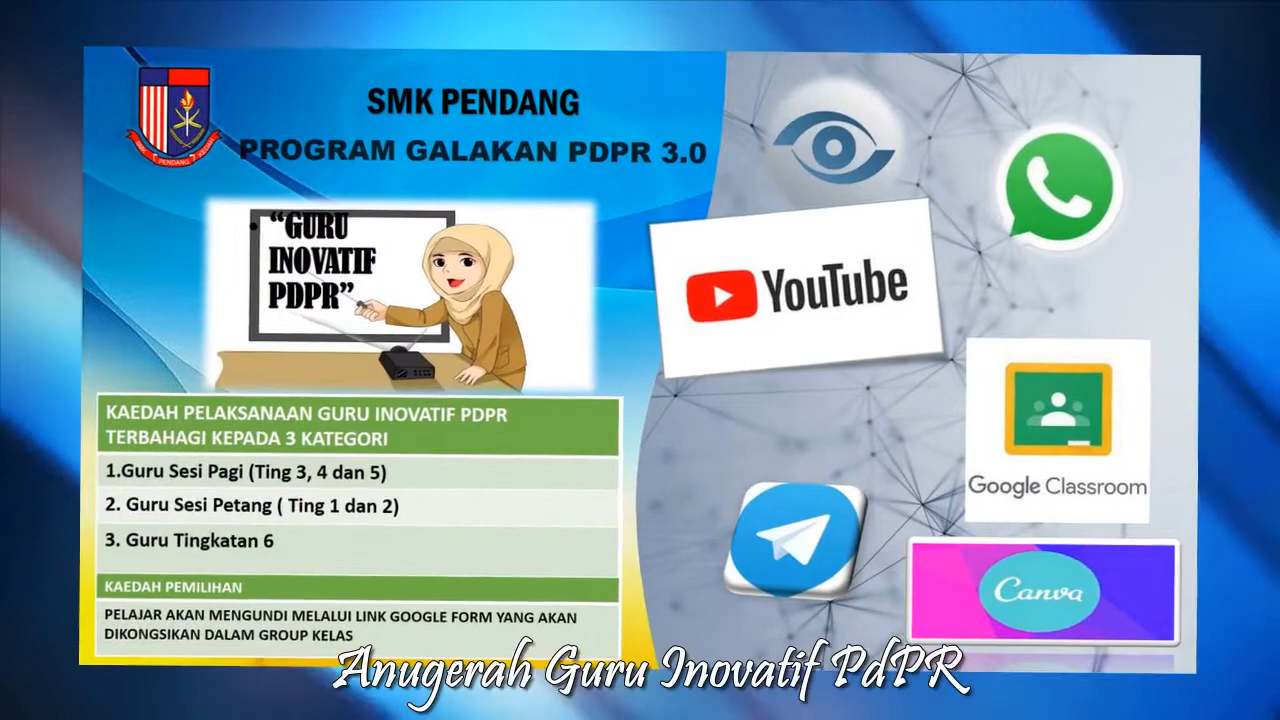 SMK PENDANG
PROGRAM GALAKAN PDPR 3.0
SMK PENDANG KEDAH
• “GURU
INOVATIF
PDPR”
KAEDAH PELAKSANAAN GURU INOVATIF PDPR
TERBAHAGI KEPADA 3 KATEGORI
1.Guru Sesi Pagi (Ting 3, 4 dan 5)
2. Guru Sesi Petang ( Ting 1 dan 2)
3. Guru Tingkatan 6
KAEDAH PEMILIHAN
PELAJAR AKAN MENGUNDI MELALUI LINK GOOGLE FORM YANG AKAN
DIKONGSIKAN DALAM GROUP KELAS
YouTube
Google Classroom
Canva
Anugerah Guru Inovatif PdPR